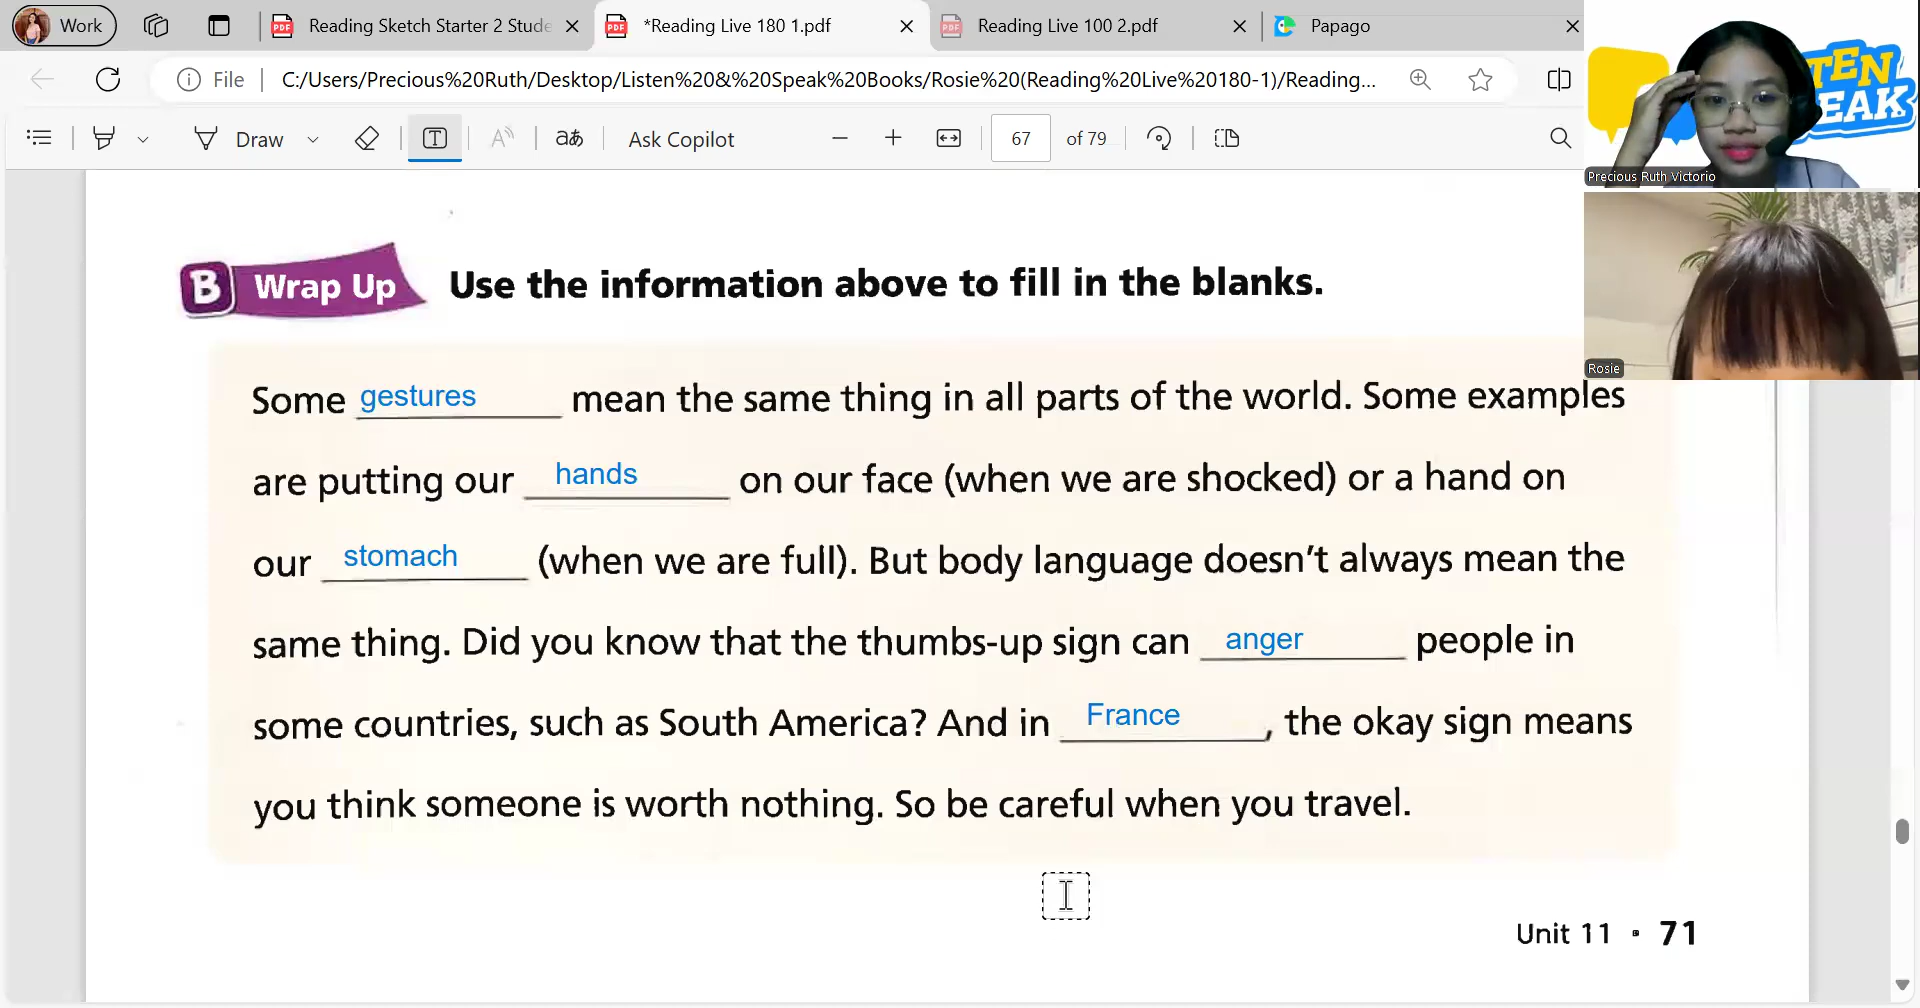 Work
Reading Sketch Starter 2 Stude
*Reading Live 180 1.pdf
Reading Live 100 2.pdf
Papago
File
C:/Users/Precious%20Ruth/Desktop/Listen%20&%20Speak%20Books/Rosie%20(Reading%20Live%20180-1)/Reading...
Draw
T
aあ
Ask Copilot
67 of 79
TEN
EAK
Precious Ruth Victorio
Rosie
B Wrap Up Use the information above to fill in the blanks.
Some gestures mean the same thing in all parts of the world. Some examples
are putting our hands on our face (when we are shocked) or a hand on
our stomach (when we are full). But body language doesn't always mean the
same thing. Did you know that the thumbs-up sign can anger people in
some countries, such as South America? And in France, the okay sign means
you think someone is worth nothing. So be careful when you travel.
Unit 11 • 71